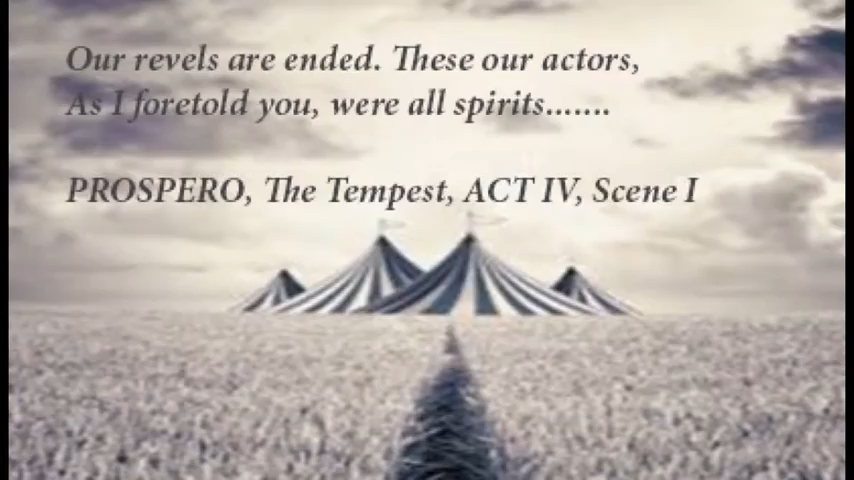 Our revels are ended. These our actors,
As I foretold you, were all spirits.......
PROSPERO, The Tempest, ACT IV, Scene I